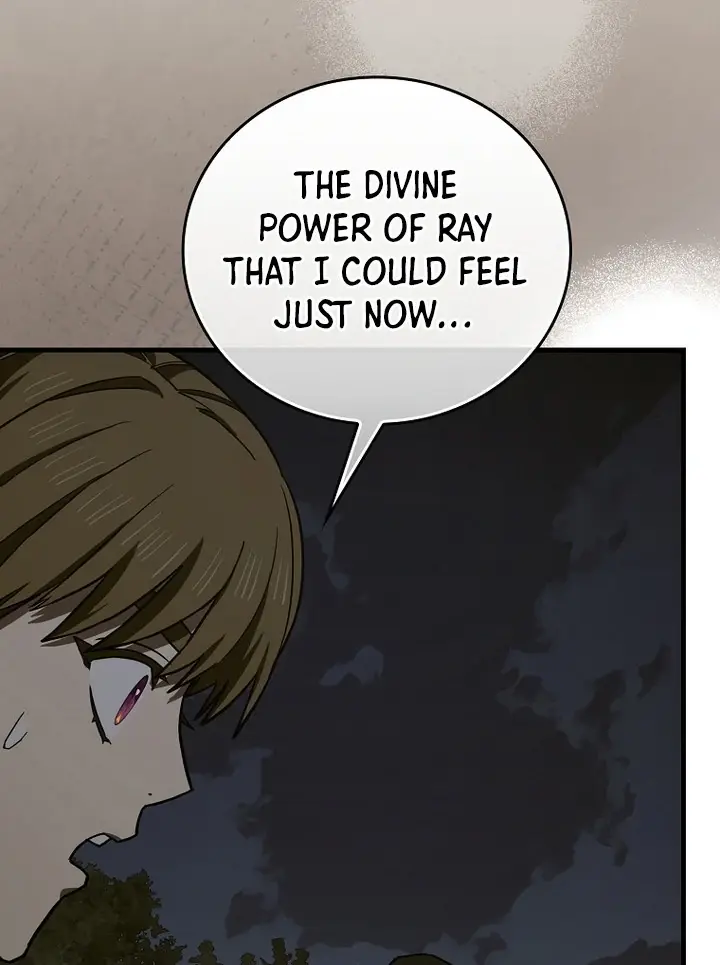 THE DIVINE
POWER OF RAY
THAT I COULD FEEL
JUST NOW...